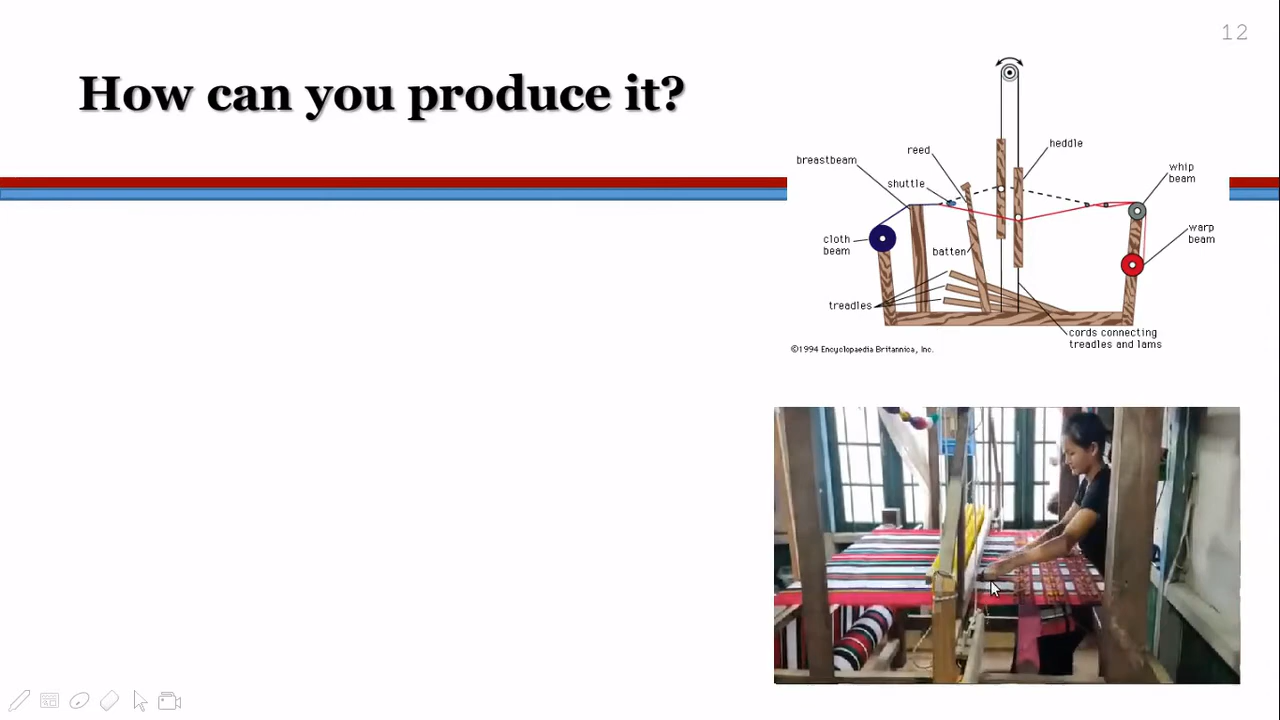 12
How can you produce it?
heddle
reed
breastbeam
whip
beam
shuttle
warp
beam
cloth
beam
batten
treadles
cords connecting
treadles and lams
©1994 Encyclopaedia Britannica, Inc.